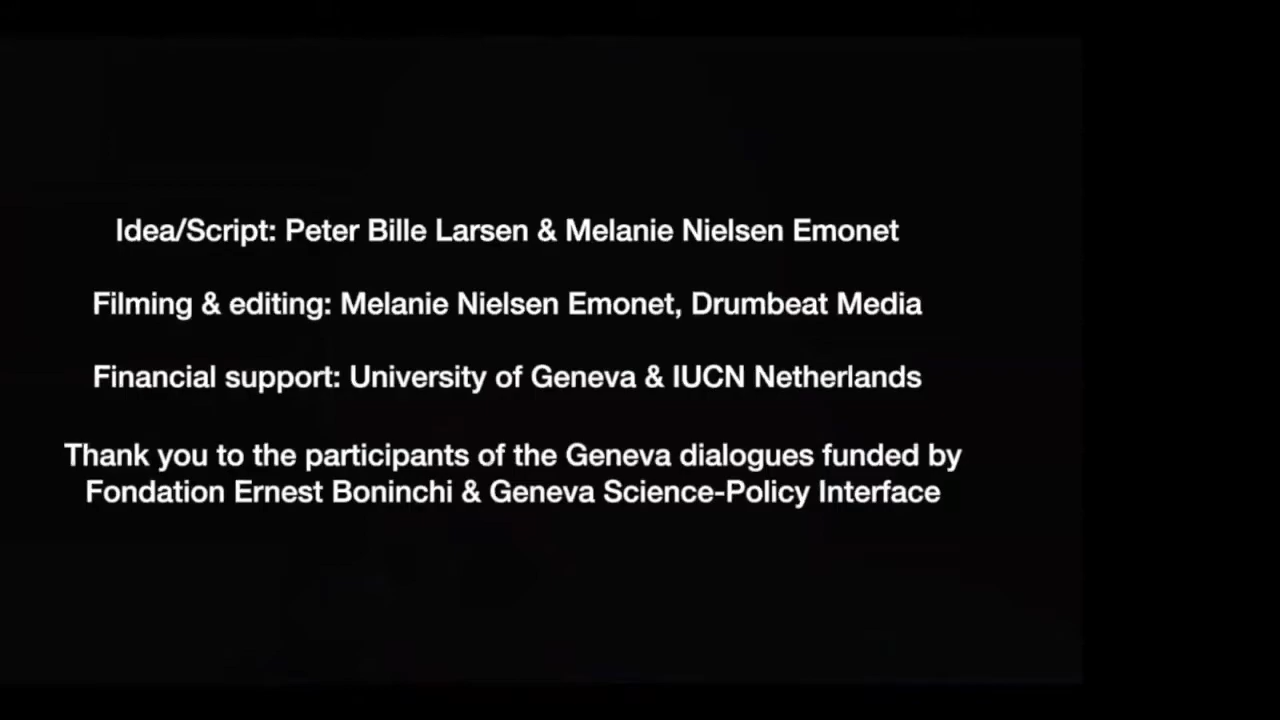 Idea/Script: Peter Bille Larsen & Melanie Nielsen Emonet
Filming & editing: Melanie Nielsen Emonet, Drumbeat Media
Financial support: University of Geneva & IUCN Netherlands
Thank you to the participants of the Geneva dialogues funded by
Fondation Ernest Boninchi & Geneva Science-Policy Interface